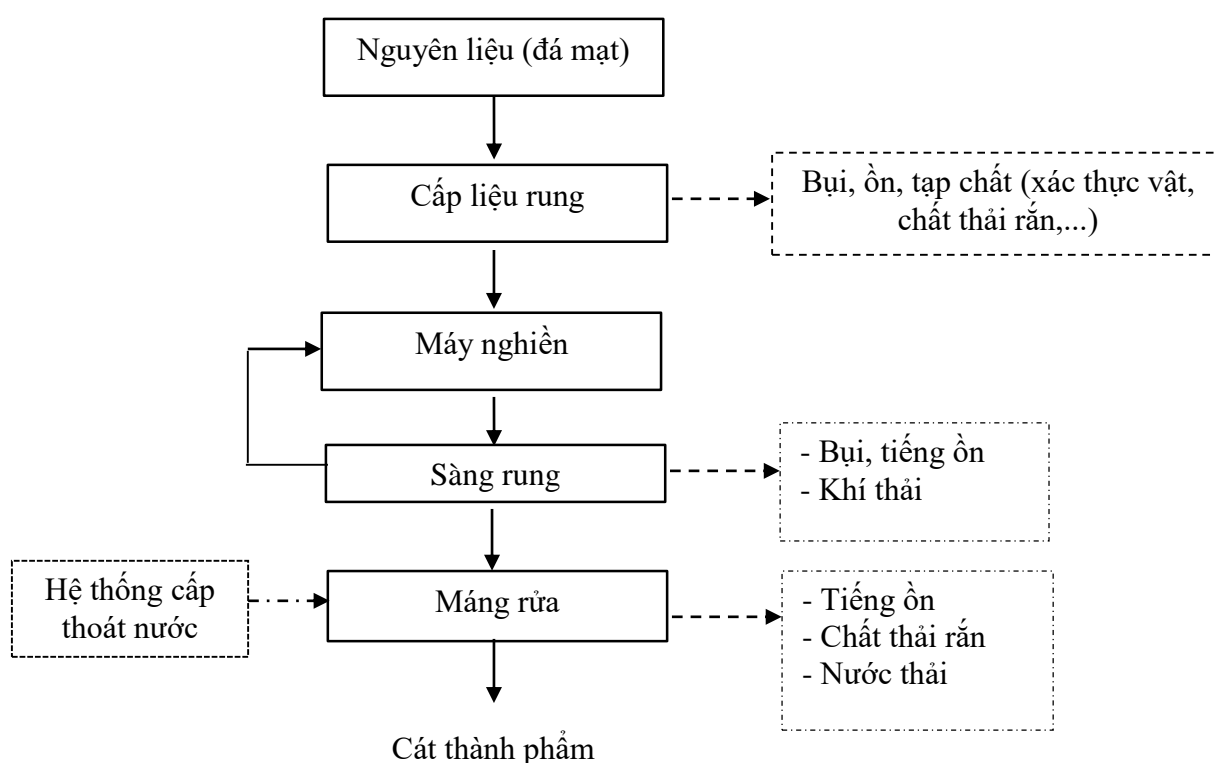 Nguyên liệu (đá mạt)
Cấp liệu rung
Bụi, ồn, tạp chất (xác thực vật,
chất thải rắn,...)
Máy nghiền
Sàng rung
- Bụi, tiếng ồn
- Khí thải
Hệ thống cấp
thoát nước
Máng rửa
- Tiếng ồn
- Chất thải rắn
- Nước thải
Cát thành phẩm